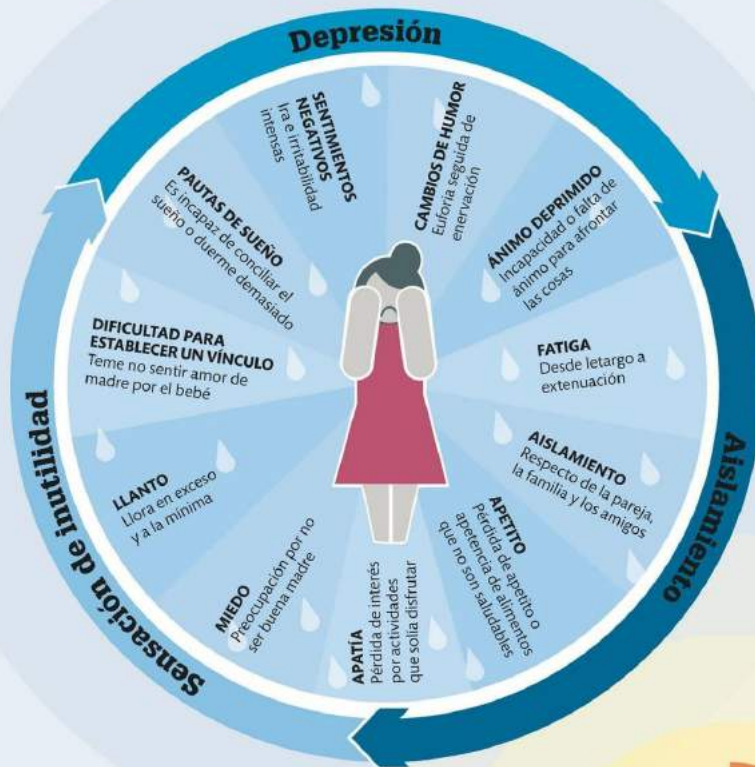 Depresión
SENTIMIENTOS
NEGATIVOS
Ira e irritabilidad
intensas
CAMBIOS DE HUMOR
Euforia seguida de
enervación
ÁNIMO DEPRIMIDO
Incapacidad o falta de
ánimo para afrontar
las cosas
FATIGA
Desde letargo a
extenuación
AISLAMIENTO
Respecto de la pareja,
la familia y los amigos
APETITO
Pérdida de apetito o
apetencia de alimentos
que no son saludables
APATÍA
Pérdida de interés
por actividades
que solía disfrutar
MIEDO
Preocupación por no
ser buena madre
LLANTO
Llora en exceso
y a la mínima
DIFICULTAD PARA
ESTABLECER UN VÍNCULO
Teme no sentir amor de
madre por el bebé
PAUTAS DE SUEÑO
Es incapaz de conciliar el
sueño o duerme demasiado
Aislamiento
Sensación de inutilidad